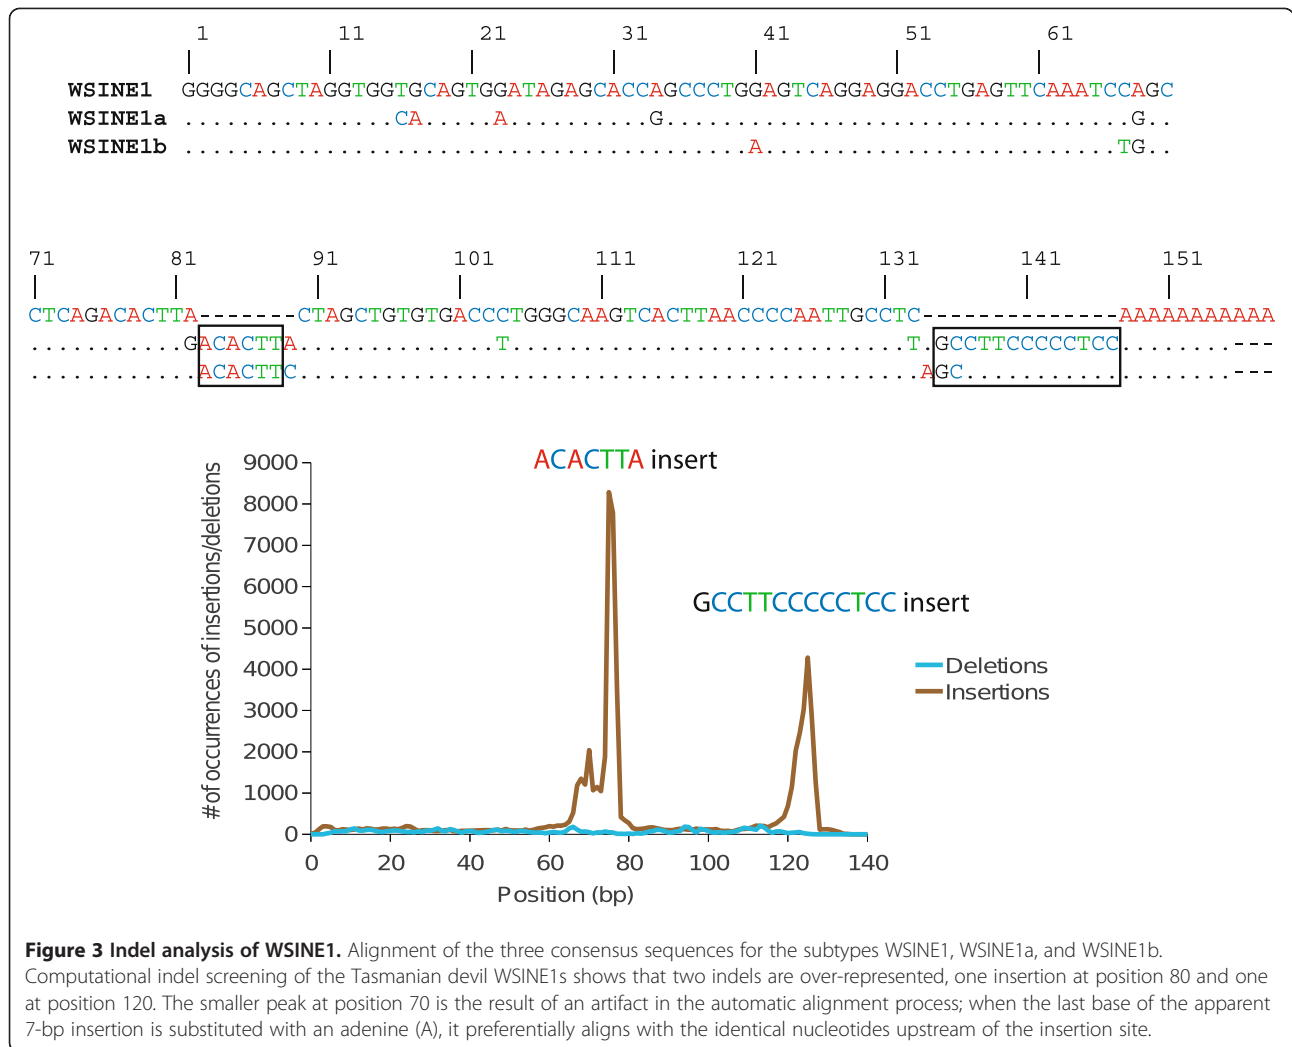 1 11 21 31 41 51 61
WSINE1 GGGGCAGCTAGGTGGTGCAGTGGATAGAGCACCAGCCCTGGAGTCAGGAGGACCTGAGTTCAAATCCAGC
WSINE1a ...............CA.....A..........G.................................G..
WSINE1b ........................................A.........................TG..
71 81 91 101 111 121 131 141 151
CTCAGACACTTA-------CTAGCTGTGTGACCCTGGGCAAGTCACTTAACCCCAATTGCCTC--------------AAAAAAAAAAA
...........GACACTTA..............T............................T.GCCTTCCCCCTCC........---
............ACACTTC............................................AGC...................---
ACACTTA insert
GCCTTCCCCCTCC insert
# of occurrences of insertions/deletions
9000
8000
7000
6000
5000
4000
3000
2000
1000
0
Deletions
Insertions
0 20 40 60 80 100 120 140
Position (bp)
Figure 3 Indel analysis of WSINE1. Alignment of the three consensus sequences for the subtypes WSINE1, WSINE1a, and WSINE1b.
Computational indel screening of the Tasmanian devil WSINE1s shows that two indels are over-represented, one insertion at position 80 and one
at position 120. The smaller peak at position 70 is the result of an artifact in the automatic alignment process; when the last base of the apparent
7-bp insertion is substituted with an adenine (A), it preferentially aligns with the identical nucleotides upstream of the insertion site.